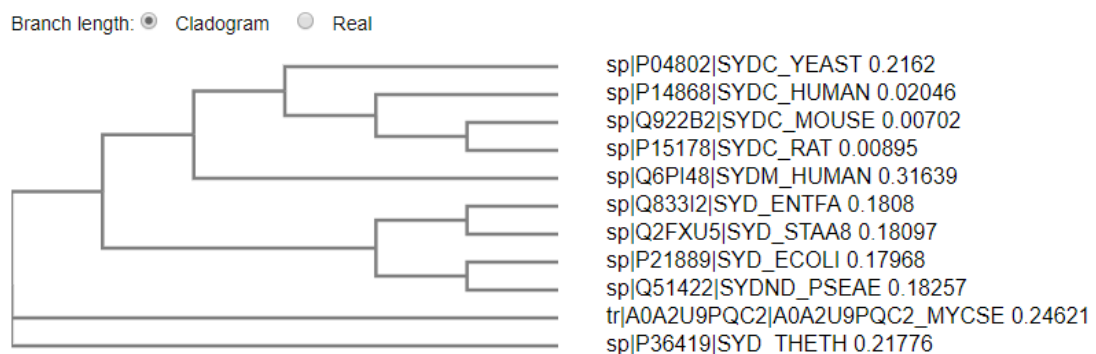 Branch length: Cladogram Real
sp|P04802|SYDC_YEAST 0.2162
sp|P14868|SYDC_HUMAN 0.02046
sp|Q922B2|SYDC_MOUSE 0.00702
sp|P15178|SYDC_RAT 0.00895
sp|Q6PI48|SYDM_HUMAN 0.31639
sp|Q833I2|SYD_ENTFA 0.1808
sp|Q2FXU5|SYD_STAA8 0.18097
sp|P21889|SYD_ECOLI 0.17968
sp|Q51422|SYDND_PSEAE 0.18257
tr|A0A2U9PQC2|A0A2U9PQC2_MYCSE 0.24621
sp|P36419|SYD_THETH 0.21776